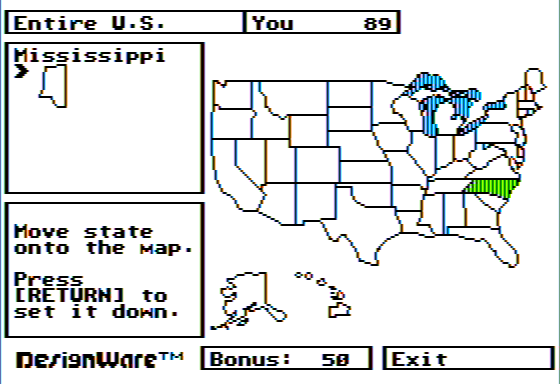 Entire U.S.
You 89
Mississippi
Move state
onto the map.
Press
[RETURN] to
set it down.
DesignWare™
Bonus: 50
Exit